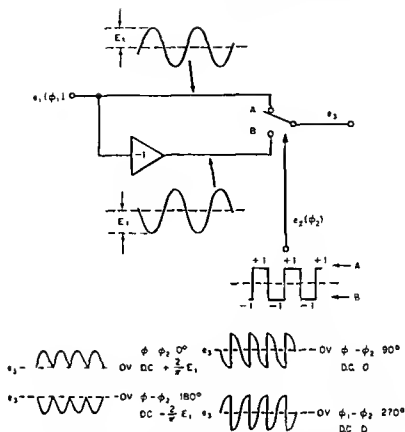 E₁
e₁(ϕ₁)
A
e₃
B
-1
E₁
e₂(ϕ₂)
+1 +1 +1 A
-1 -1 -1 B
e₃ 0V ϕ ϕ₂ 0°
DC + 2/π E₁
e₃ 0V ϕ-ϕ₂ 180°
DC - 2/π E₁
e₃ 0V ϕ -ϕ₂ 90°
D.C. 0
e₃ 0V ϕ₁-ϕ₂ 270°
DC 0